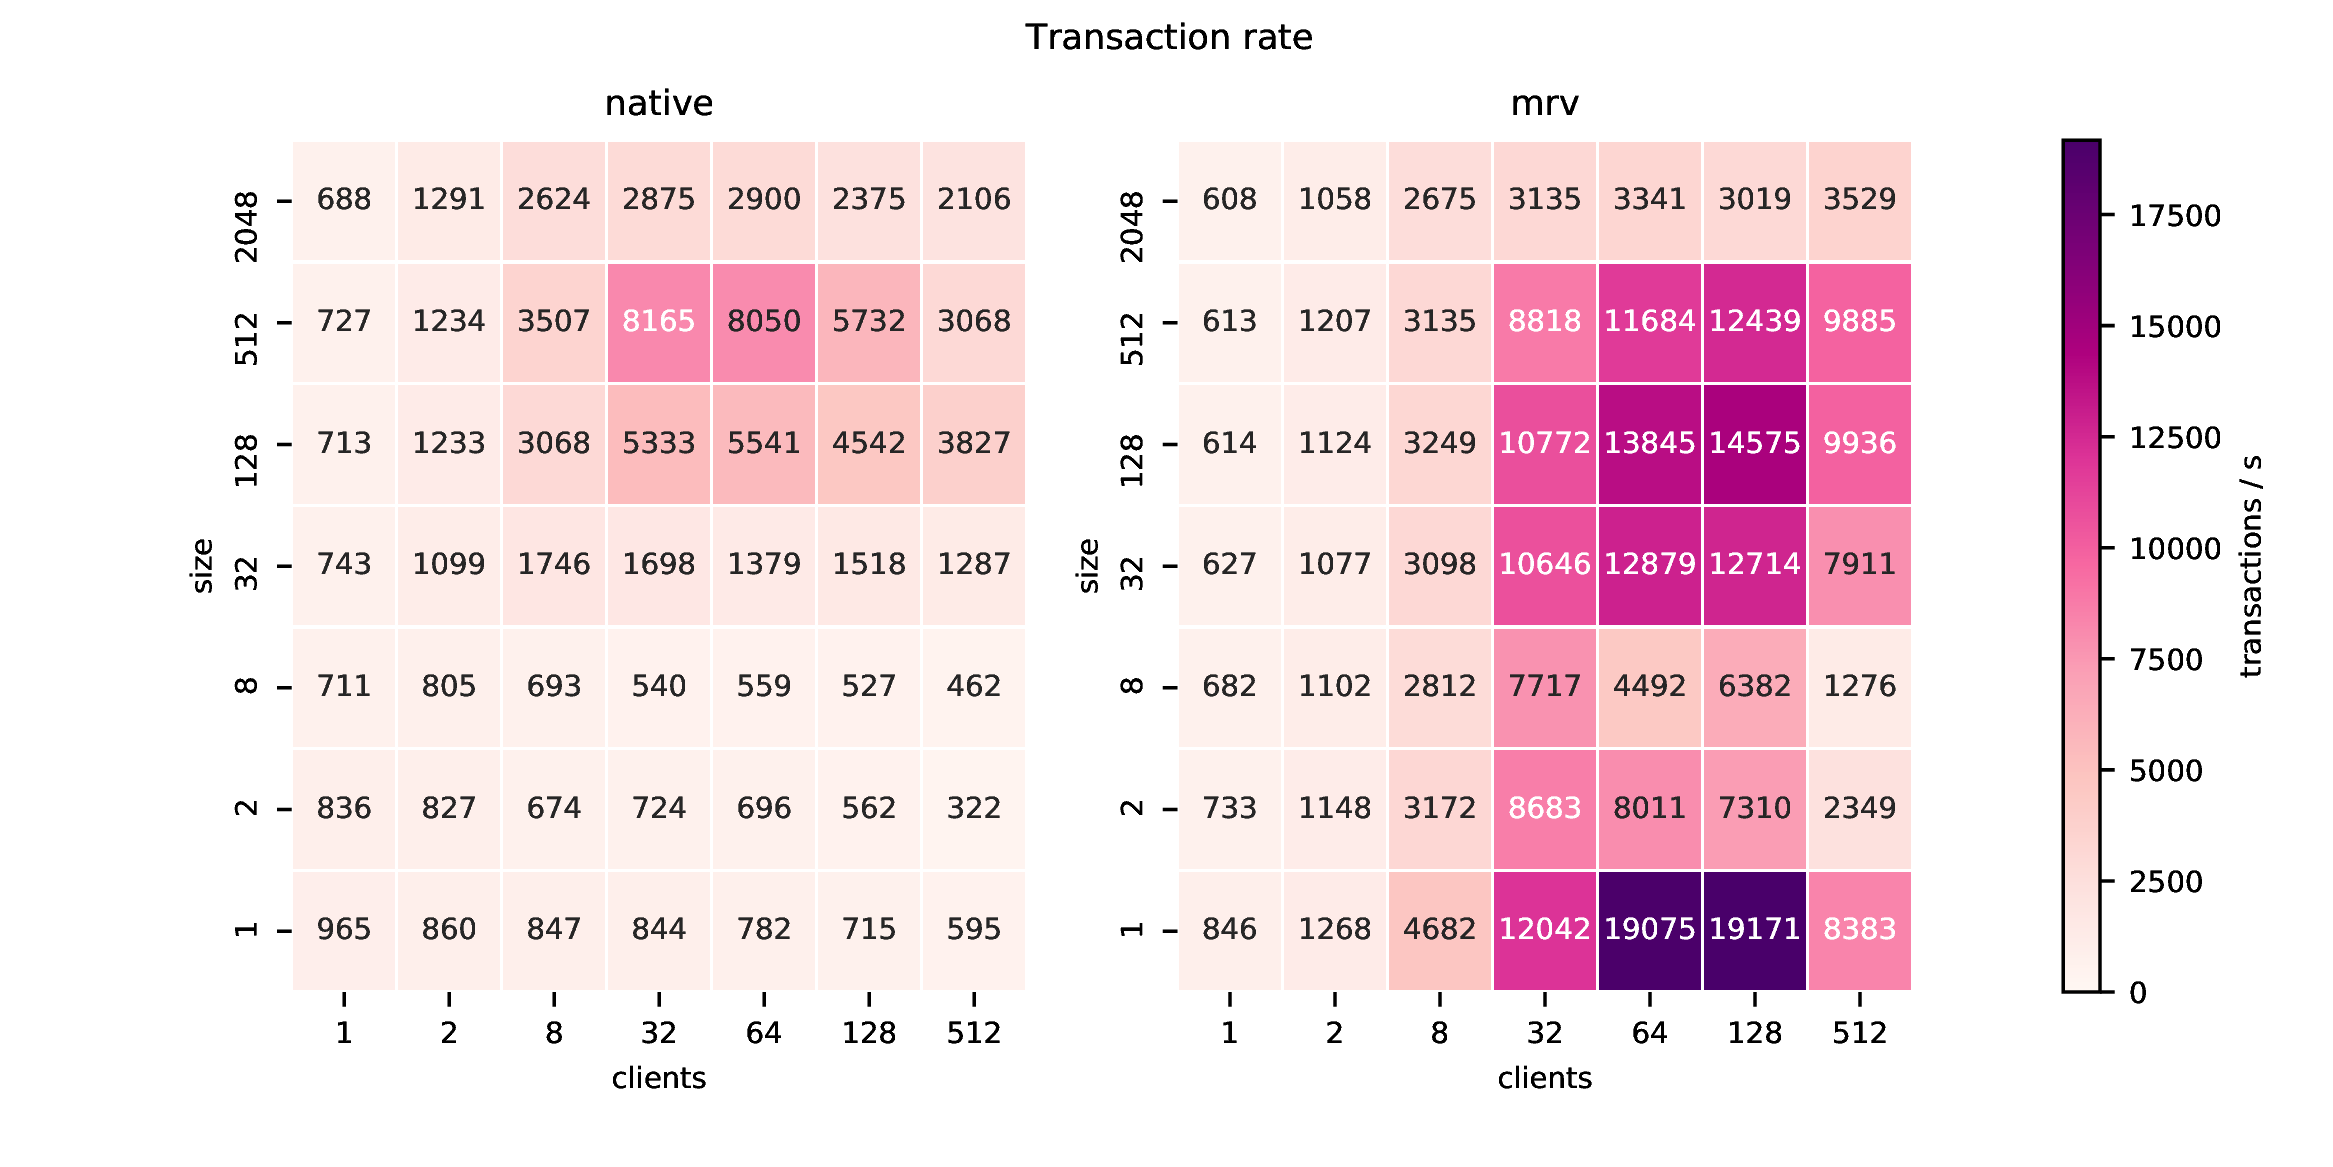 Transaction rate
native
mrv
2048 688 1291 2624 2875 2900 2375 2106
512 727 1234 3507 8165 8050 5732 3068
128 713 1233 3068 5333 5541 4542 3827
32 743 1099 1746 1698 1379 1518 1287
8 711 805 693 540 559 527 462
2 836 827 674 724 696 562 322
1 965 860 847 844 782 715 595
1 2 8 32 64 128 512
size
clients
2048 608 1058 2675 3135 3341 3019 3529
512 613 1207 3135 8818 11684 12439 9885
128 614 1124 3249 10772 13845 14575 9936
32 627 1077 3098 10646 12879 12714 7911
8 682 1102 2812 7717 4492 6382 1276
2 733 1148 3172 8683 8011 7310 2349
1 846 1268 4682 12042 19075 19171 8383
1 2 8 32 64 128 512
size
clients
17500
15000
12500
10000
7500
5000
2500
0
transactions / s